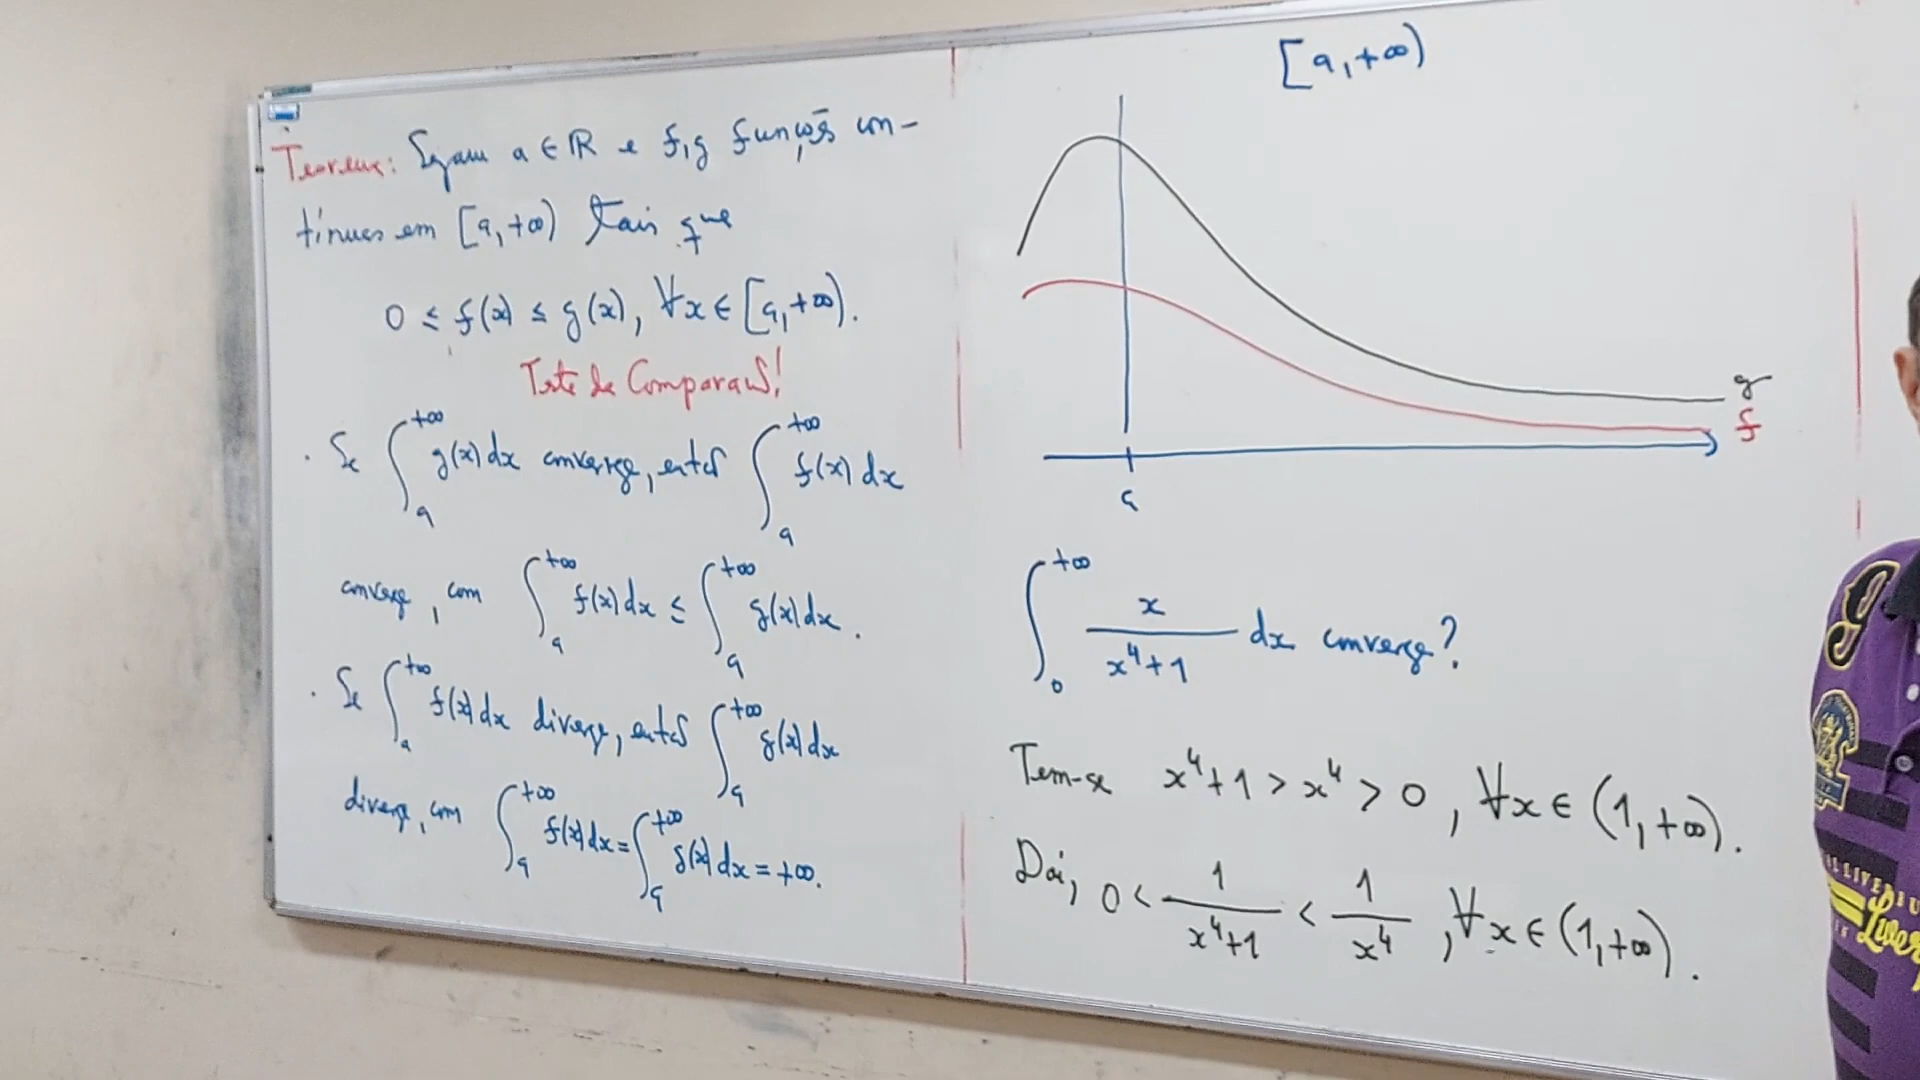 Teorema: Sejam a ∈ ℝ e f,g funções con-
tínuas em [a,+∞) tais que
0 ≤ f(x) ≤ g(x), ∀x ∈ [a,+∞).
Teste da Comparação!
. Se ∫_a^{+∞} g(x)dx converge, então ∫_a^{+∞} f(x)dx
converge, com ∫_a^{+∞} f(x)dx ≤ ∫_a^{+∞} g(x)dx.
. Se ∫_a^{+∞} f(x)dx diverge, então ∫_a^{+∞} g(x)dx
diverge, com ∫_a^{+∞} f(x)dx = ∫_a^{+∞} g(x)dx = +∞.
[a,+∞)
g
f
a
∫_0^{+∞} x/(x⁴+1) dx converge?
Tem-se x⁴+1 > x⁴ > 0, ∀x ∈ (1,+∞).
Daí, 0 < 1/(x⁴+1) < 1/x⁴, ∀x ∈ (1,+∞).